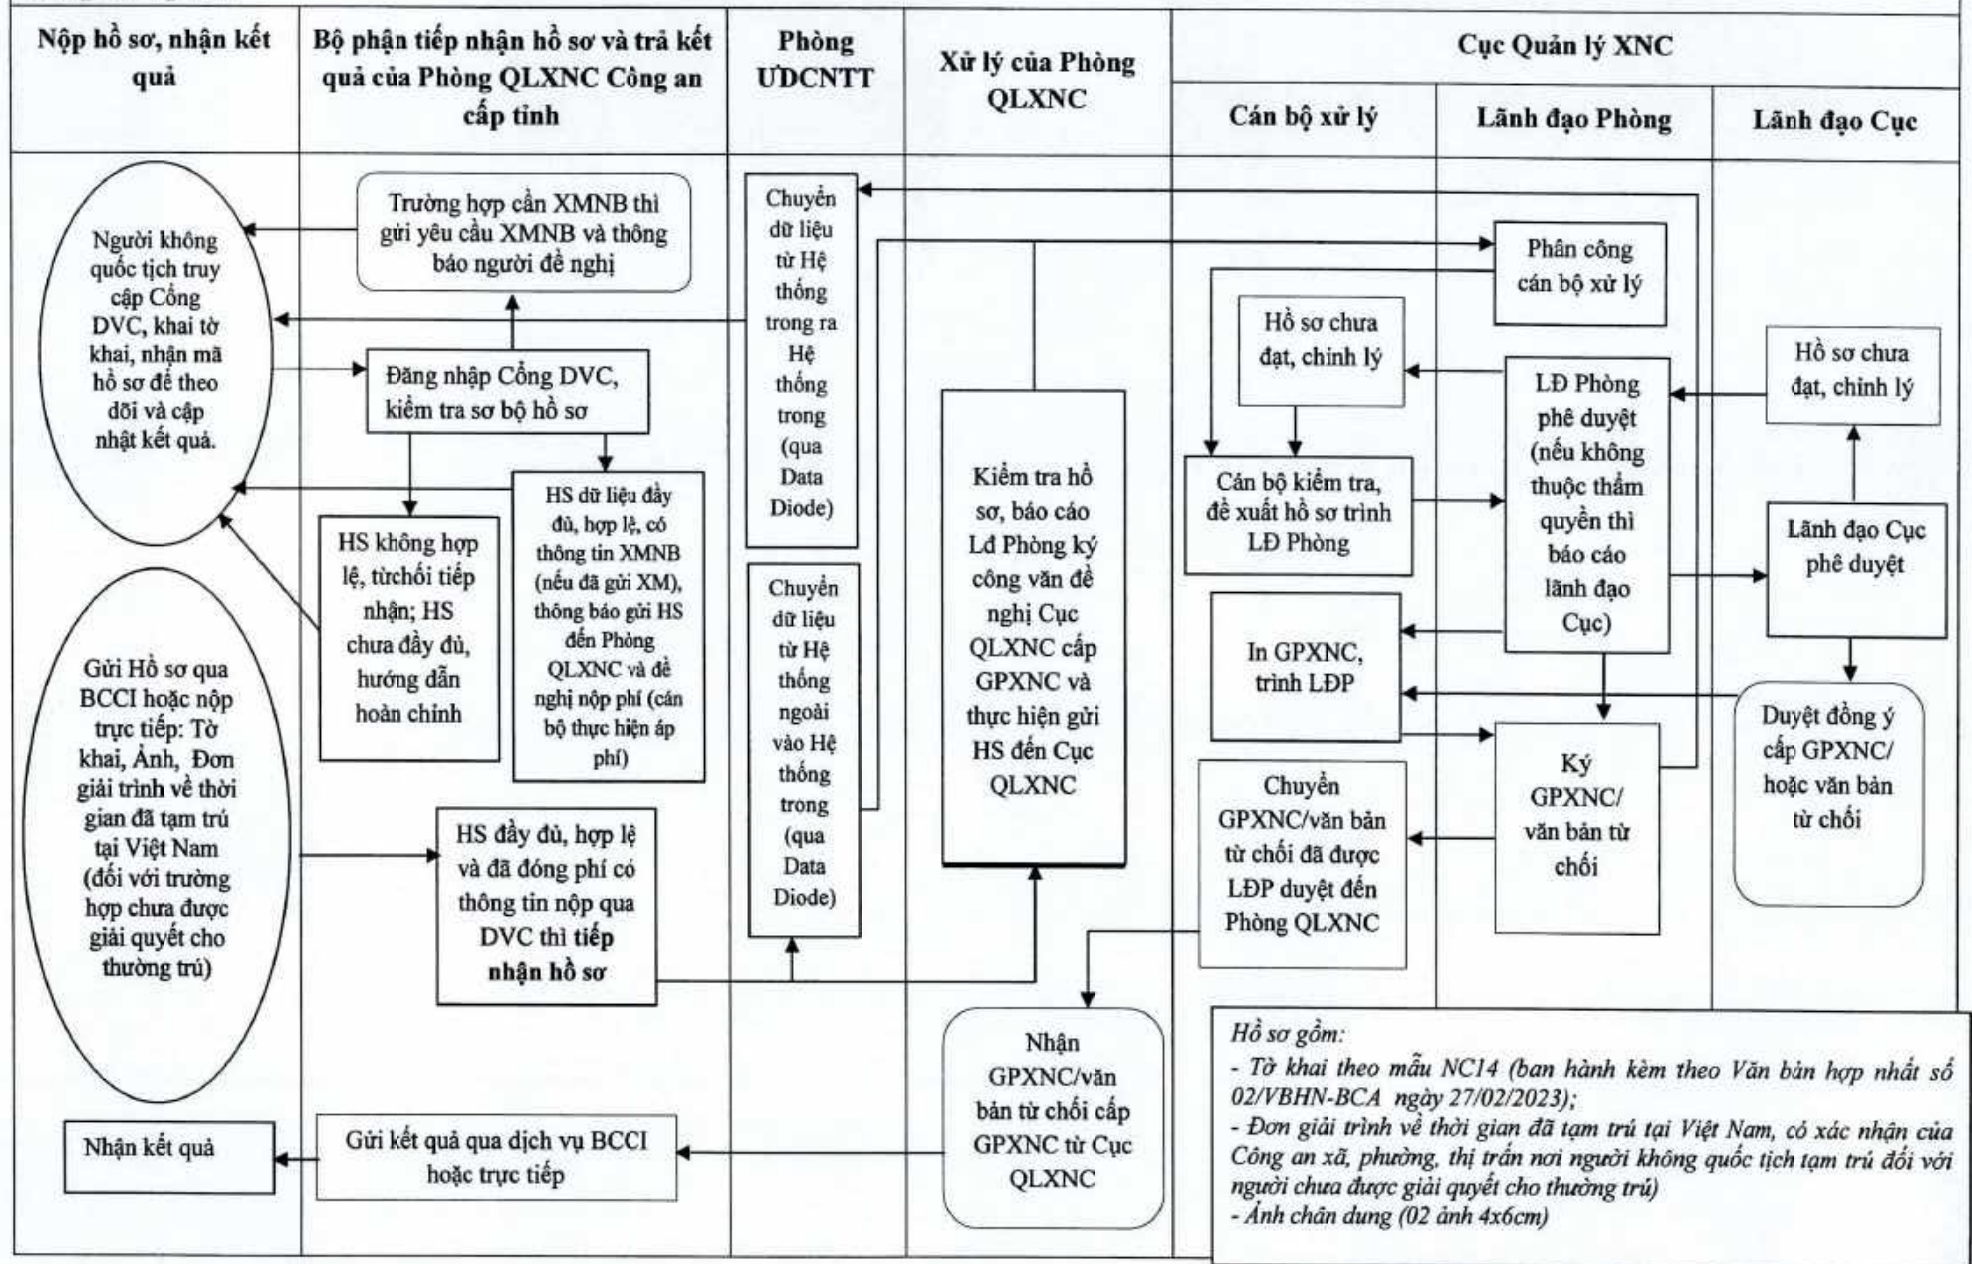 Nộp hồ sơ, nhận kết
quả
Bộ phận tiếp nhận hồ sơ và trả kết
quả của Phòng QLXNC Công an
cấp tỉnh
Phòng
ƯDCNTT
Xử lý của Phòng
QLXNC
Cục Quản lý XNC
Cán bộ xử lý
Lãnh đạo Phòng
Lãnh đạo Cục
Người không
quốc tịch truy
cập Cổng
DVC, khai tờ
khai, nhận mã
hồ sơ để theo
dõi và cập
nhật kết quả.
Gửi Hồ sơ qua
BCCI hoặc nộp
trực tiếp: Tờ
khai, Ảnh, Đơn
giải trình về thời
gian đã tạm trú
tại Việt Nam
(đối với trường
hợp chưa được
giải quyết cho
thường trú)
Nhận kết quả
Trường hợp cần XMNB thì
gửi yêu cầu XMNB và thông
báo người đề nghị
Đăng nhập Cổng DVC,
kiểm tra sơ bộ hồ sơ
HS không hợp
lệ, từchối tiếp
nhận; HS
chưa đầy đủ,
hướng dẫn
hoàn chỉnh
HS dữ liệu đầy
đủ, hợp lệ, có
thông tin XMNB
(nếu đã gửi XM),
thông báo gửi HS
đến Phòng
QLXNC và đề
nghị nộp phí (cán
bộ thực hiện áp
phí)
HS đầy đủ, hợp lệ
và đã đóng phí có
thông tin nộp qua
DVC thì tiếp
nhận hồ sơ
Gửi kết quả qua dịch vụ BCCI
hoặc trực tiếp
Chuyển
dữ liệu
từ Hệ
thống
trong ra
Hệ
thống
trong
(qua
Data
Diode)
Chuyển
dữ liệu
từ Hệ
thống
ngoài
vào Hệ
thống
trong
(qua
Data
Diode)
Kiểm tra hồ
sơ, báo cáo
Lđ Phòng ký
công văn đề
nghị Cục
QLXNC cấp
GPXNC và
thực hiện gửi
HS đến Cục
QLXNC
Nhận
GPXNC/văn
bản từ chối cấp
GPXNC từ Cục
QLXNC
Hồ sơ chưa
đạt, chỉnh lý
Cán bộ kiểm tra,
đề xuất hồ sơ trình
LĐ Phòng
In GPXNC,
trình LĐP
Chuyển
GPXNC/văn bản
từ chối đã được
LĐP duyệt đến
Phòng QLXNC
Phân công
cán bộ xử lý
LĐ Phòng
phê duyệt
(nếu không
thuộc thẩm
quyền thì
báo cáo
lãnh đạo
Cục)
Ký
GPXNC/
văn bản từ
chối
Hồ sơ chưa
đạt, chỉnh lý
Lãnh đạo Cục
phê duyệt
Duyệt đồng ý
cấp GPXNC/
hoặc văn bản
từ chối
Hồ sơ gồm:
- Tờ khai theo mẫu NC14 (ban hành kèm theo Văn bản hợp nhất số
02/VBHN-BCA ngày 27/02/2023);
- Đơn giải trình về thời gian đã tạm trú tại Việt Nam, có xác nhận của
Công an xã, phường, thị trấn nơi người không quốc tịch tạm trú đối với
người chưa được giải quyết cho thường trú)
- Ảnh chân dung (02 ảnh 4x6cm)